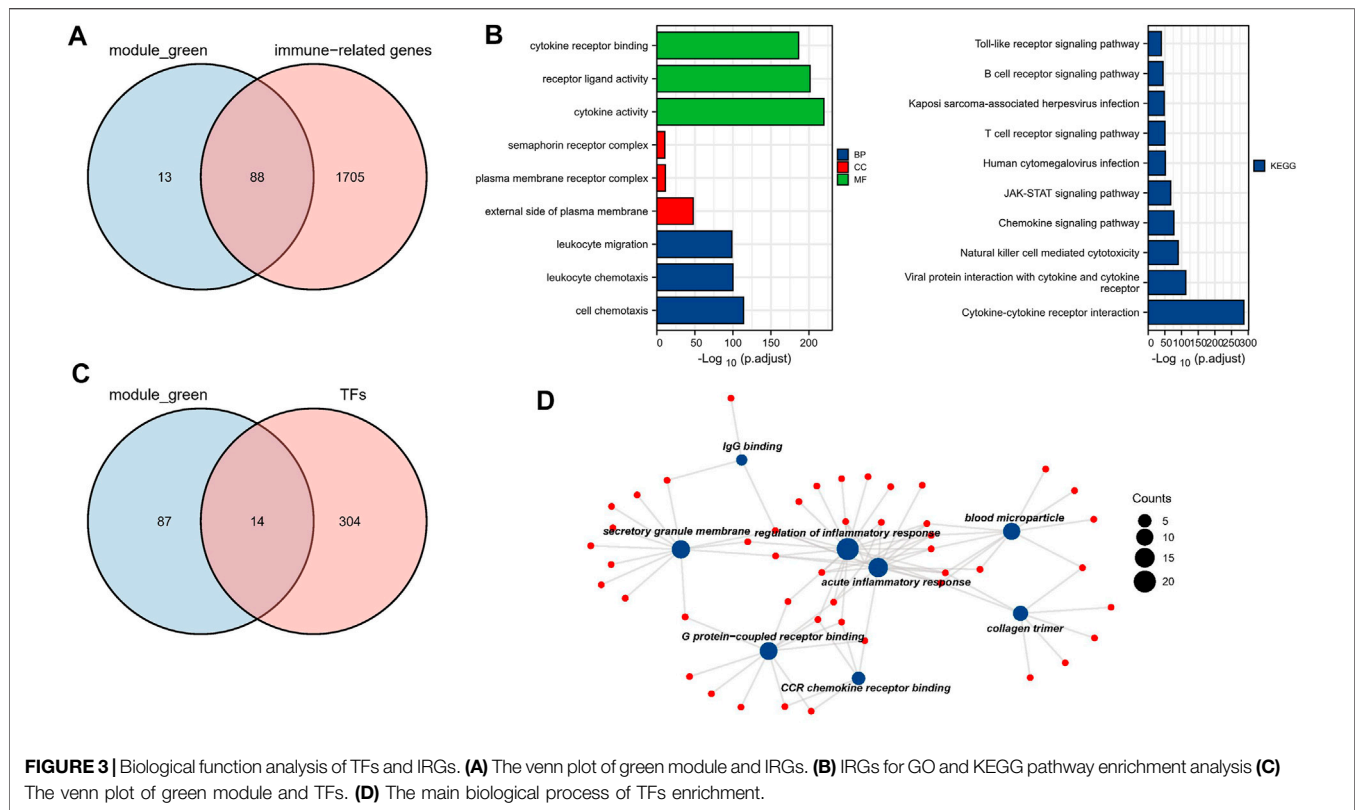 A
module_green
immune−related genes
13
88
1705
B
cytokine receptor binding
receptor ligand activity
cytokine activity
semaphorin receptor complex
plasma membrane receptor complex
external side of plasma membrane
leukocyte migration
leukocyte chemotaxis
cell chemotaxis
0
50
100
150
200
-Log 10 (p.adjust)
BP
CC
MF
Toll-like receptor signaling pathway
B cell receptor signaling pathway
Kaposi sarcoma-associated herpesvirus infection
T cell receptor signaling pathway
Human cytomegalovirus infection
JAK-STAT signaling pathway
Chemokine signaling pathway
Natural killer cell mediated cytotoxicity
Viral protein interaction with cytokine and cytokine
receptor
Cytokine-cytokine receptor interaction
0 50 100 150 200 250 300
-Log 10 (p.adjust)
KEGG
C
module_green
TFs
87
14
304
D
IgG binding
secretory granule membrane
regulation of inflammatory response
blood microparticle
acute inflammatory response
collagen trimer
G protein−coupled receptor binding
CCR chemokine receptor binding
Counts
5
10
15
20
FIGURE 3 | Biological function analysis of TFs and IRGs. (A) The venn plot of green module and IRGs. (B) IRGs for GO and KEGG pathway enrichment analysis (C)
The venn plot of green module and TFs. (D) The main biological process of TFs enrichment.